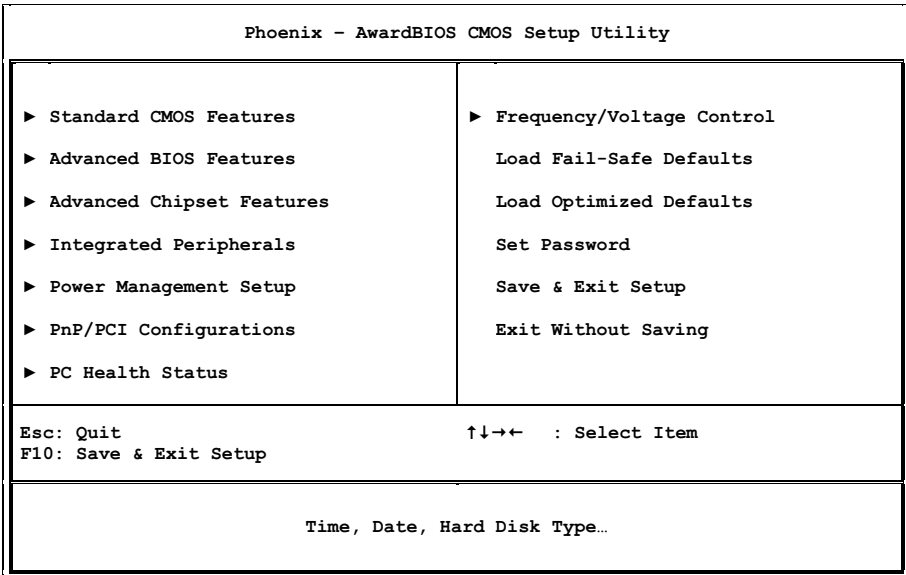 Phoenix – AwardBIOS CMOS Setup Utility
► Standard CMOS Features
► Advanced BIOS Features
► Advanced Chipset Features
► Integrated Peripherals
► Power Management Setup
► PnP/PCI Configurations
► PC Health Status
► Frequency/Voltage Control
Load Fail-Safe Defaults
Load Optimized Defaults
Set Password
Save & Exit Setup
Exit Without Saving
Esc: Quit
F10: Save & Exit Setup
↑↓→← : Select Item
Time, Date, Hard Disk Type…